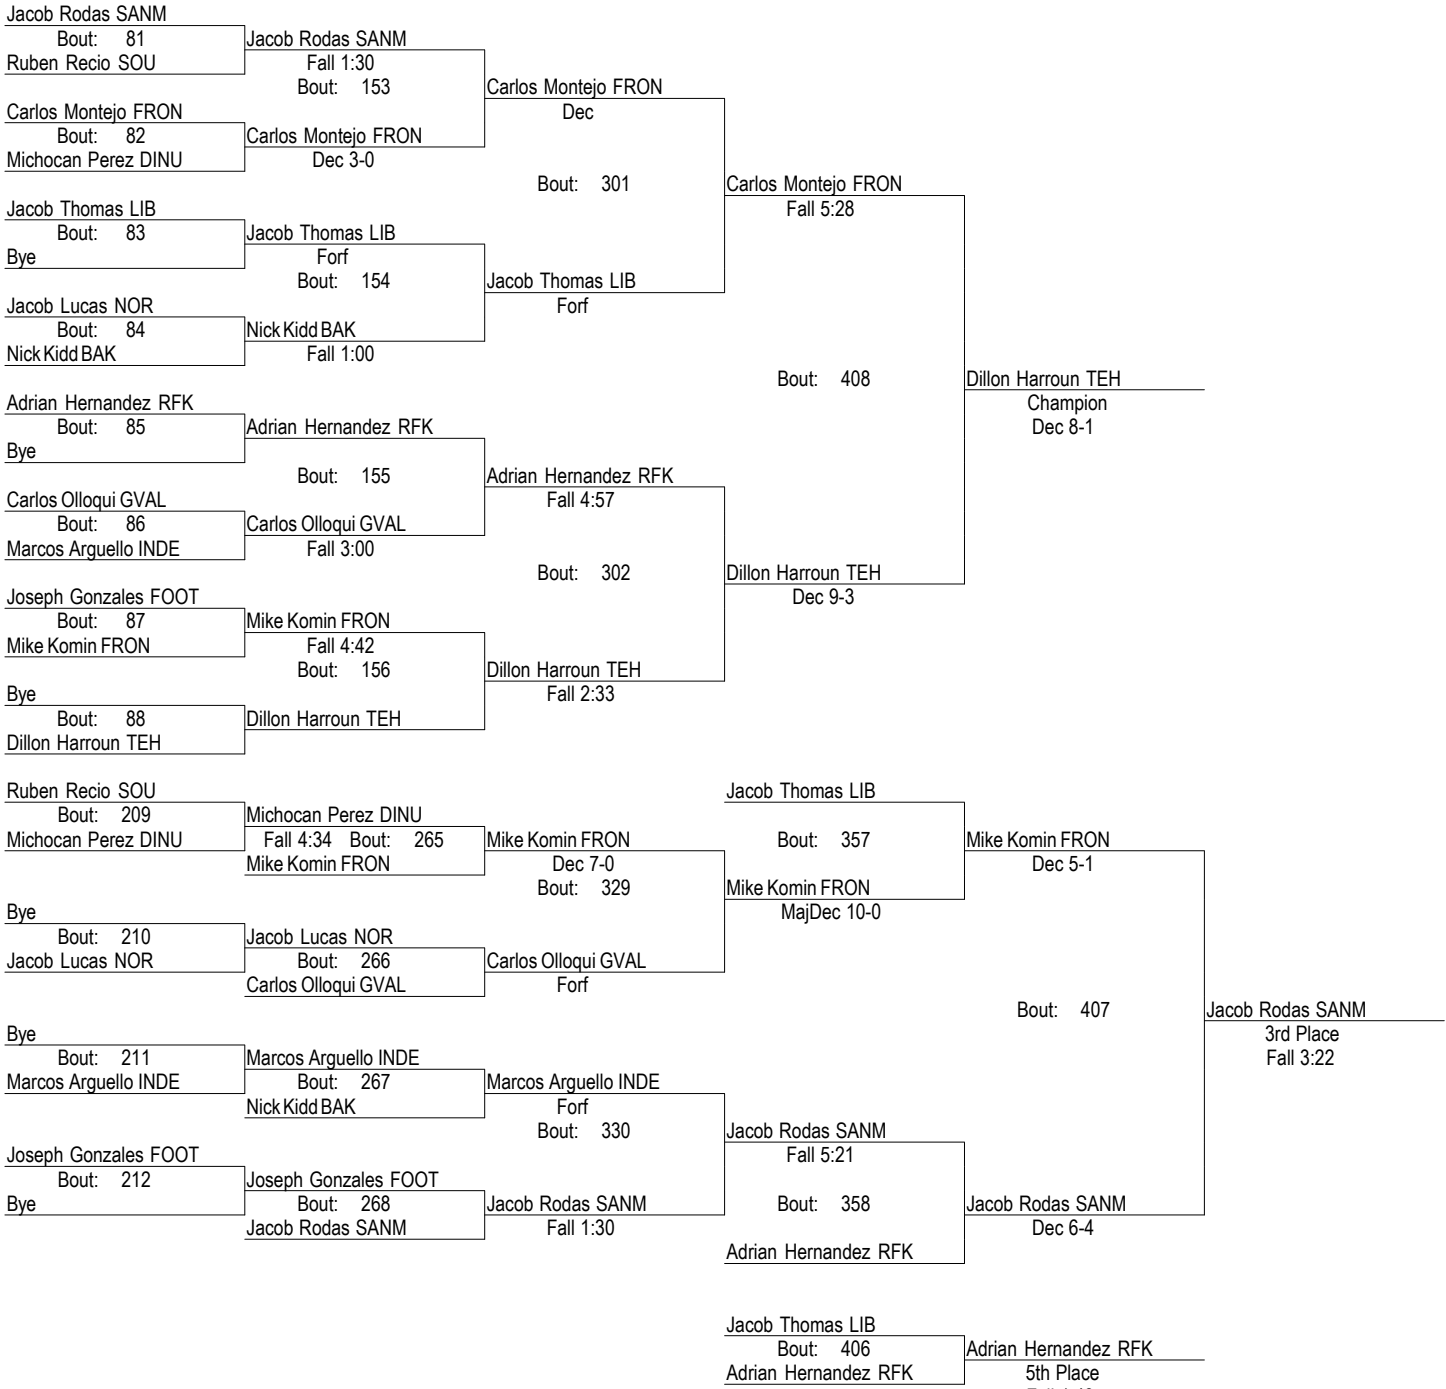 Jacob Rodas SANM
Bout: 81
Jacob Rodas SANM
Ruben Recio SOU
Fall 1:30
Bout: 153
Carlos Montejo FRON
Carlos Montejo FRON
Dec
Bout: 82
Carlos Montejo FRON
Michocan Perez DINU
Dec 3-0
Bout: 301
Carlos Montejo FRON
Jacob Thomas LIB
Fall 5:28
Bout: 83
Jacob Thomas LIB
Bye
Forf
Bout: 154
Jacob Thomas LIB
Jacob Lucas NOR
Forf
Bout: 84
Nick Kidd BAK
Nick Kidd BAK
Fall 1:00
Bout: 408
Dillon Harroun TEH
Adrian Hernandez RFK
Champion
Bout: 85
Adrian Hernandez RFK
Dec 8-1
Bye
Bout: 155
Adrian Hernandez RFK
Carlos Olloqui GVAL
Fall 4:57
Bout: 86
Carlos Olloqui GVAL
Marcos Arguello INDE
Fall 3:00
Bout: 302
Dillon Harroun TEH
Joseph Gonzales FOOT
Dec 9-3
Bout: 87
Mike Komin FRON
Mike Komin FRON
Fall 4:42
Bout: 156
Dillon Harroun TEH
Bye
Fall 2:33
Bout: 88
Dillon Harroun TEH
Dillon Harroun TEH
Ruben Recio SOU
Jacob Thomas LIB
Bout: 209
Michocan Perez DINU
Michocan Perez DINU
Fall 4:34 Bout: 265
Mike Komin FRON
Bout: 357
Mike Komin FRON
Mike Komin FRON
Dec 7-0
Dec 5-1
Bout: 329
Mike Komin FRON
Bye
MajDec 10-0
Bout: 210
Jacob Lucas NOR
Jacob Lucas NOR
Bout: 266
Carlos Olloqui GVAL
Carlos Olloqui GVAL
Forf
Bout: 407
Jacob Rodas SANM
Bye
3rd Place
Bout: 211
Marcos Arguello INDE
Fall 3:22
Marcos Arguello INDE
Bout: 267
Marcos Arguello INDE
Nick Kidd BAK
Forf
Bout: 330
Jacob Rodas SANM
Joseph Gonzales FOOT
Fall 5:21
Bout: 212
Joseph Gonzales FOOT
Bye
Bout: 268
Jacob Rodas SANM
Bout: 358
Jacob Rodas SANM
Jacob Rodas SANM
Fall 1:30
Dec 6-4
Adrian Hernandez RFK
Jacob Thomas LIB
Bout: 406
Adrian Hernandez RFK
Adrian Hernandez RFK
5th Place